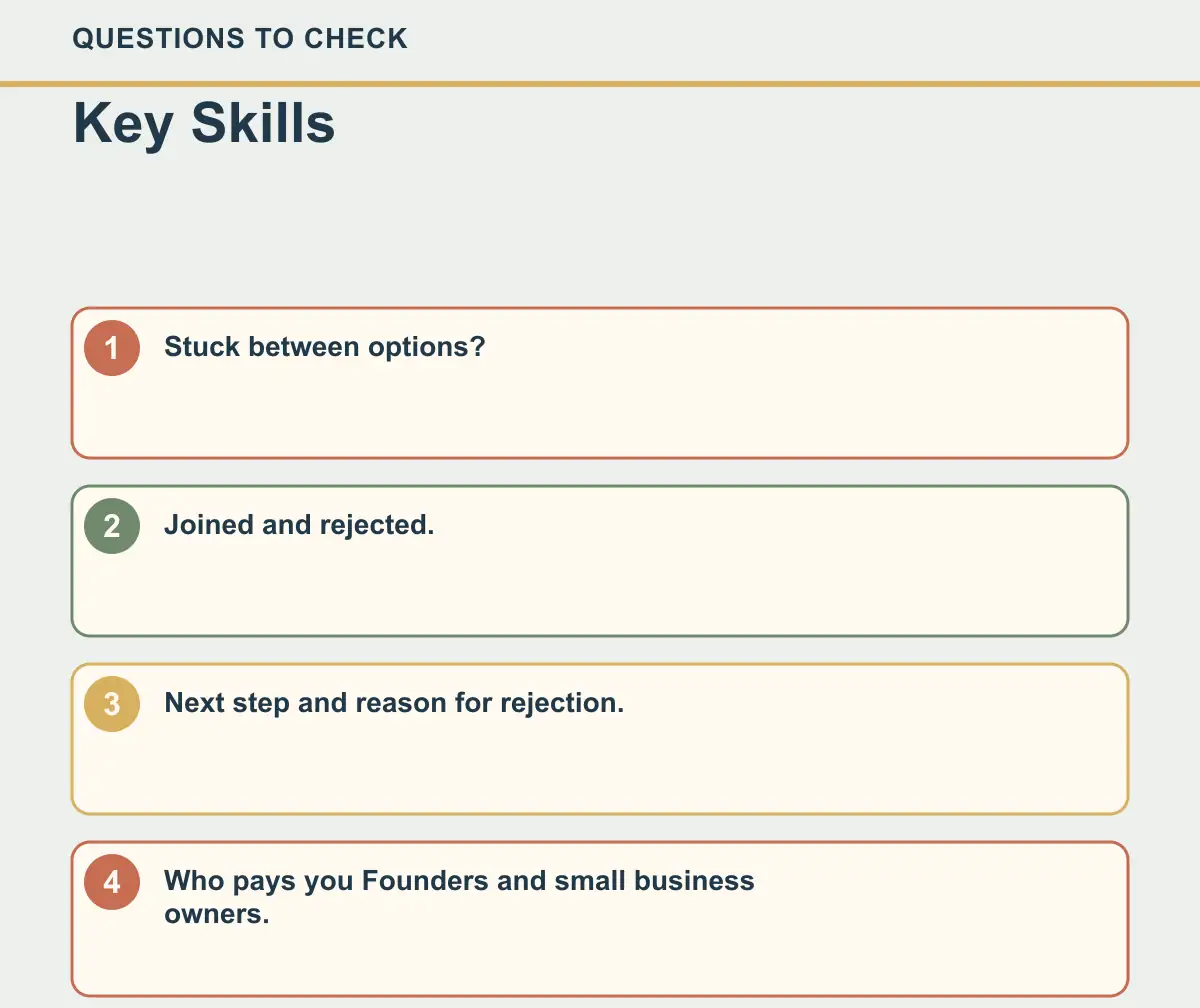 QUESTIONS TO CHECK
Key Skills
1
Stuck between options?
2
Joined and rejected.
3
Next step and reason for rejection.
4
Who pays you Founders and small business
owners.